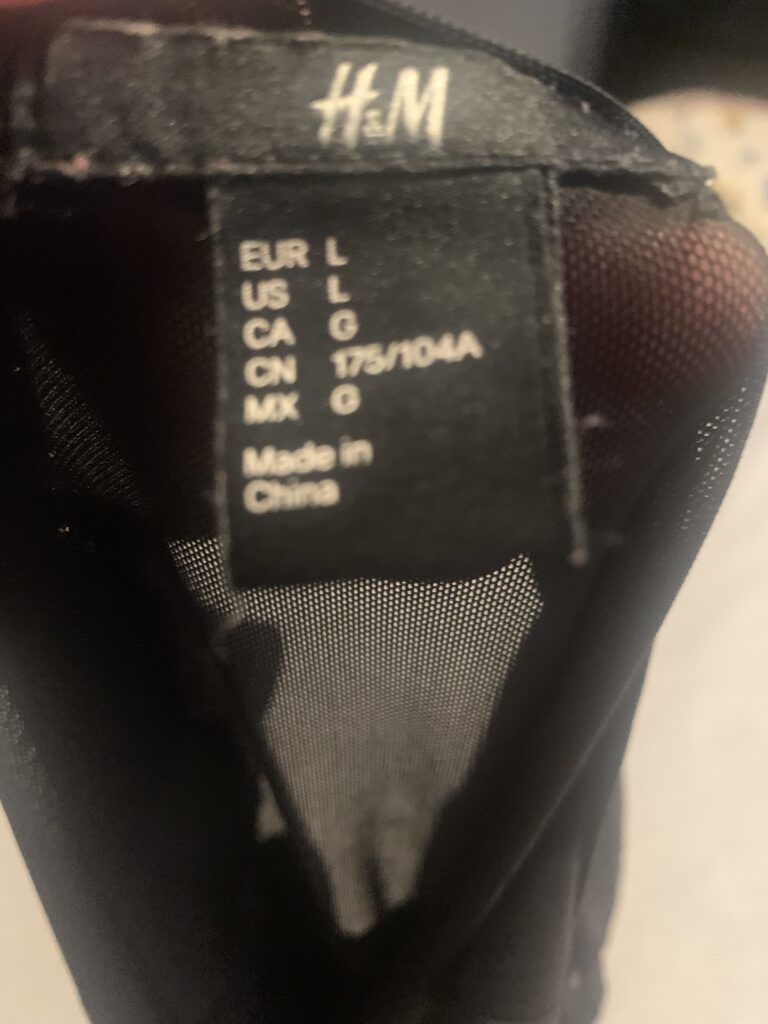 H&M
EUR L
US L
CA G
CN 175/104A
MX G
Made in
China